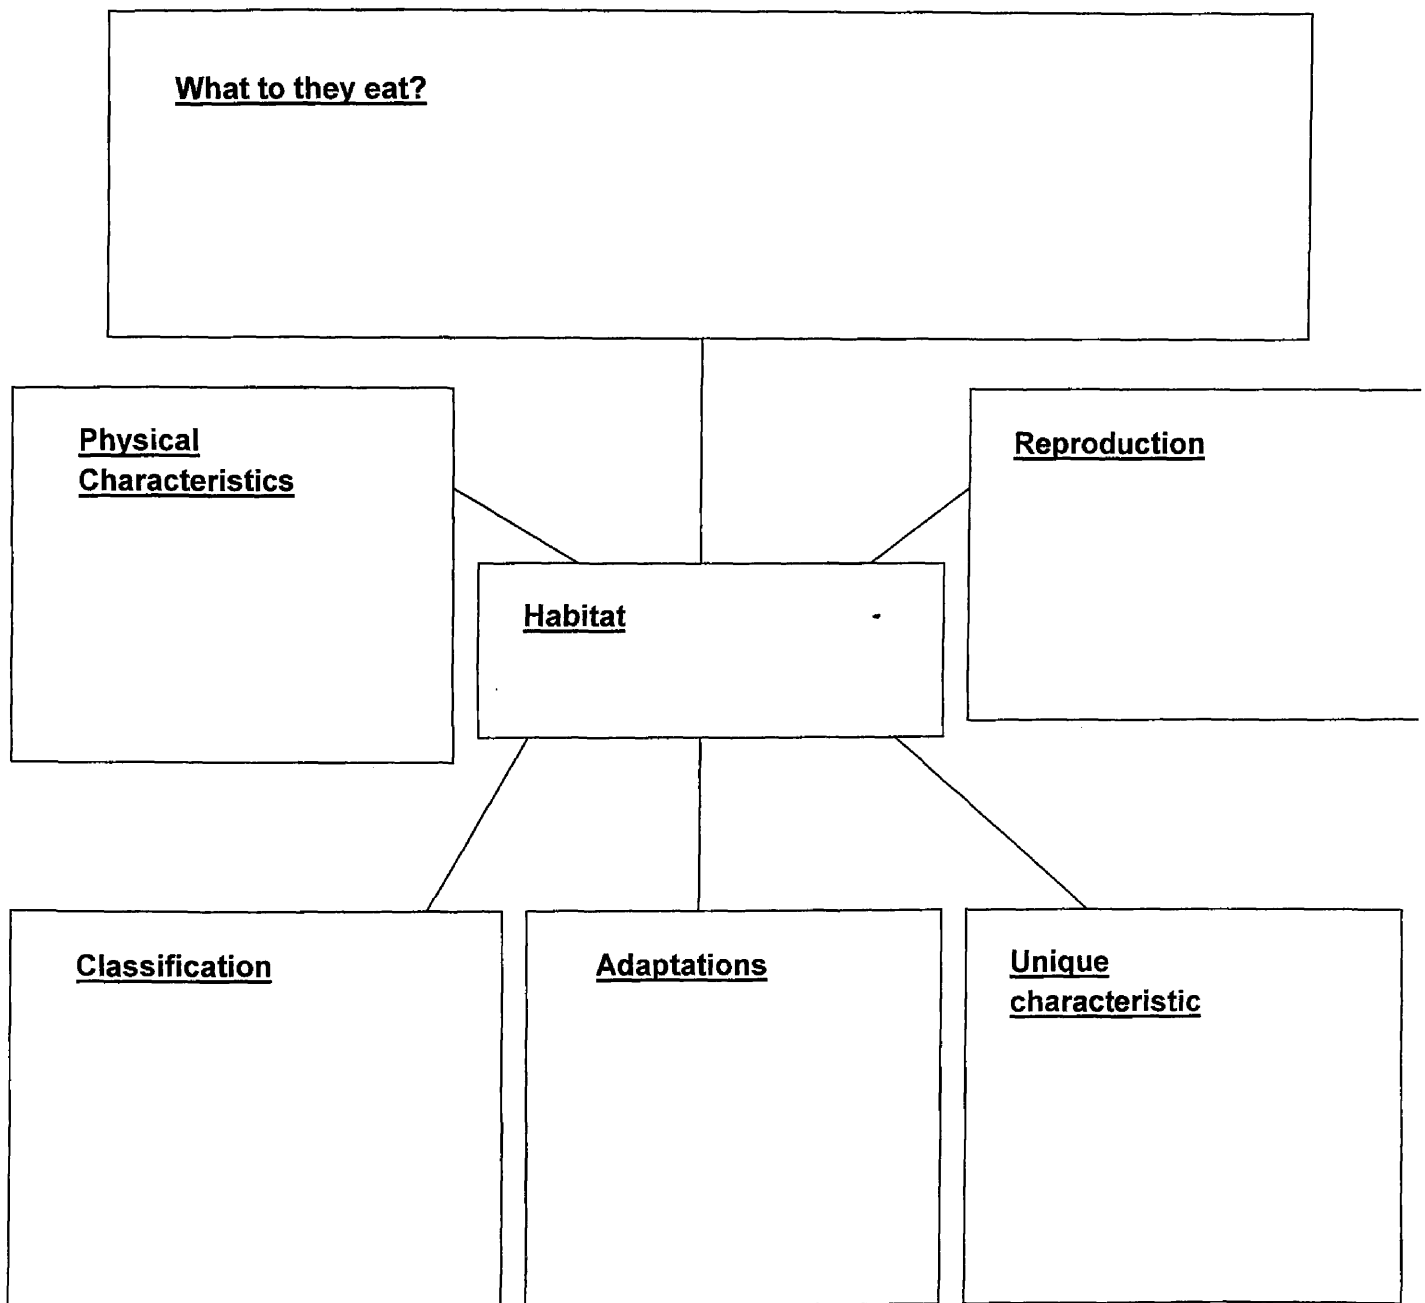 What to they eat?
Physical
Characteristics
Reproduction
Habitat
Classification
Adaptations
Unique
characteristic